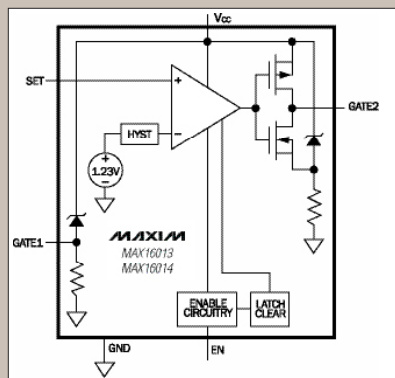 Vcc
SET
HYST
1.23V
GATE2
GATE1
MAXIM
MAX16013
MAX16014
ENABLE
CIRCUITRY
LATCH
CLEAR
GND
EN